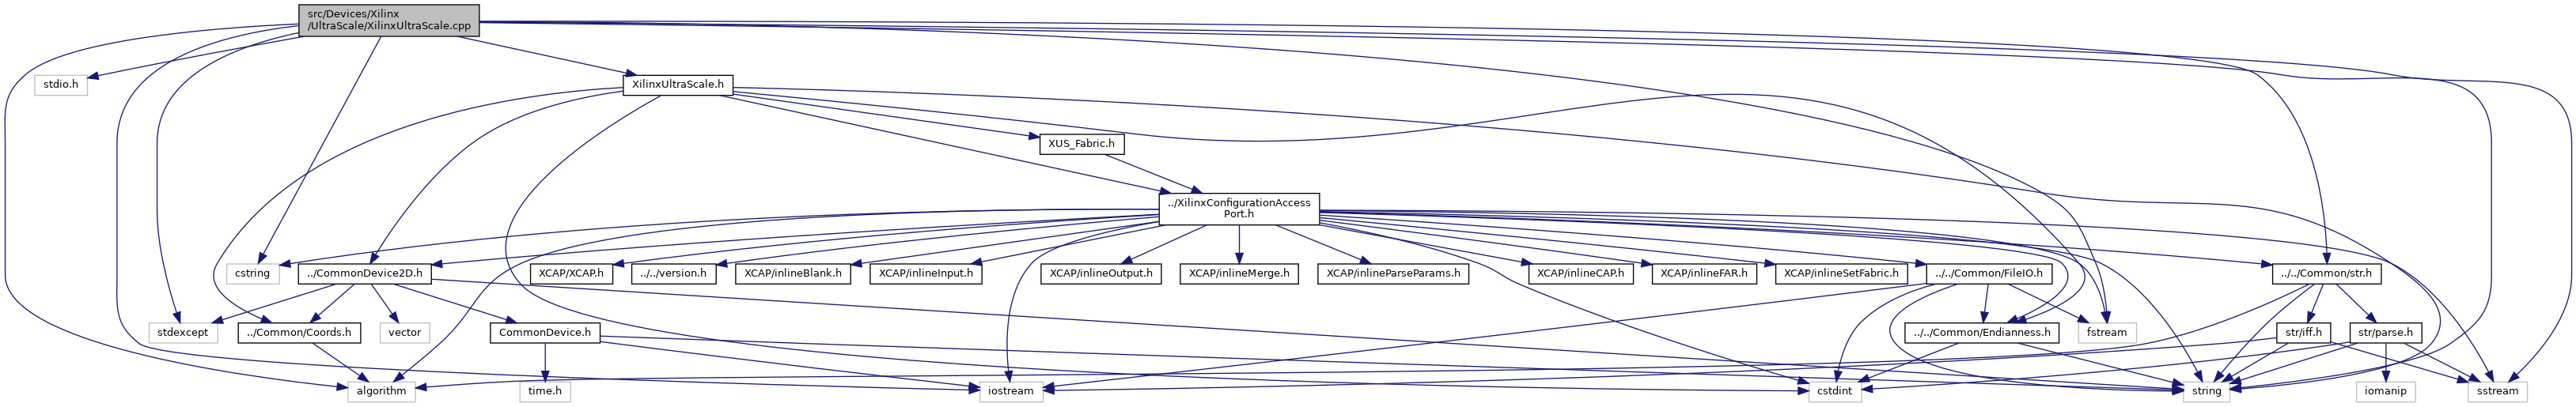 src/Devices/Xilinx
/UltraScale/XilinxUltraScale.cpp
stdio.h
XilinxUltraScale.h
XUS_Fabric.h
../XilinxConfigurationAccess
Port.h
cstring
../CommonDevice2D.h
XCAP/XCAP.h
../../version.h
XCAP/inlineBlank.h
XCAP/inlineInput.h
XCAP/inlineOutput.h
XCAP/inlineMerge.h
XCAP/inlineParseParams.h
XCAP/inlineCAP.h
XCAP/inlineFAR.h
XCAP/inlineSetFabric.h
../../Common/FileIO.h
../../Common/str.h
stdexcept
../Common/Coords.h
vector
CommonDevice.h
../../Common/Endianness.h
fstream
str/iff.h
str/parse.h
algorithm
time.h
iostream
cstdint
string
iomanip
sstream